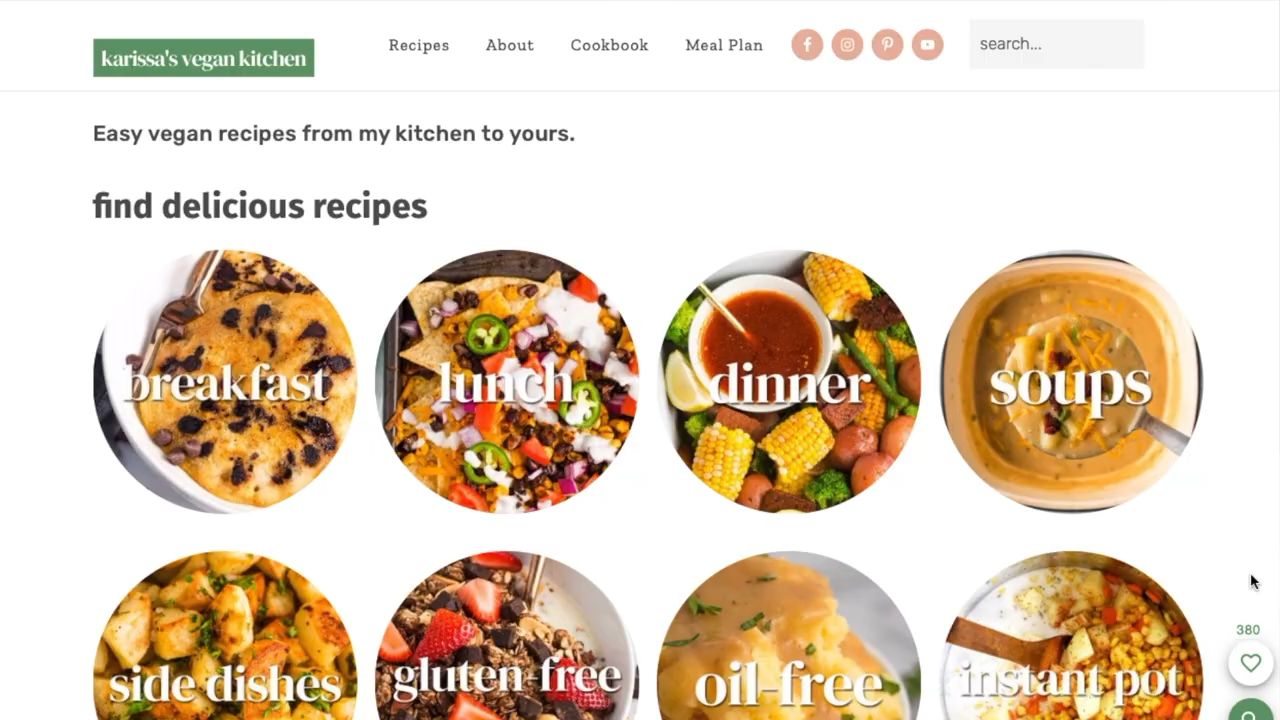 karissa's vegan kitchen
Recipes About Cookbook Meal Plan
search...
Easy vegan recipes from my kitchen to yours.
find delicious recipes
breakfast lunch dinner soups
380
side dishes gluten-free oil-free instant pot